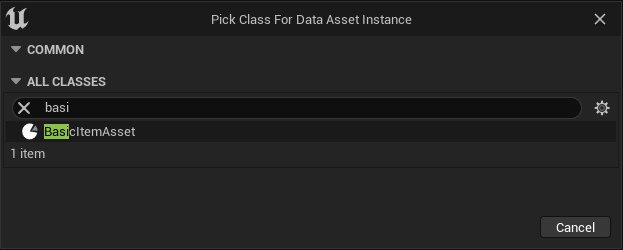 Pick Class For Data Asset Instance
COMMON
ALL CLASSES
basi
BasicItemAsset
1 item
Cancel